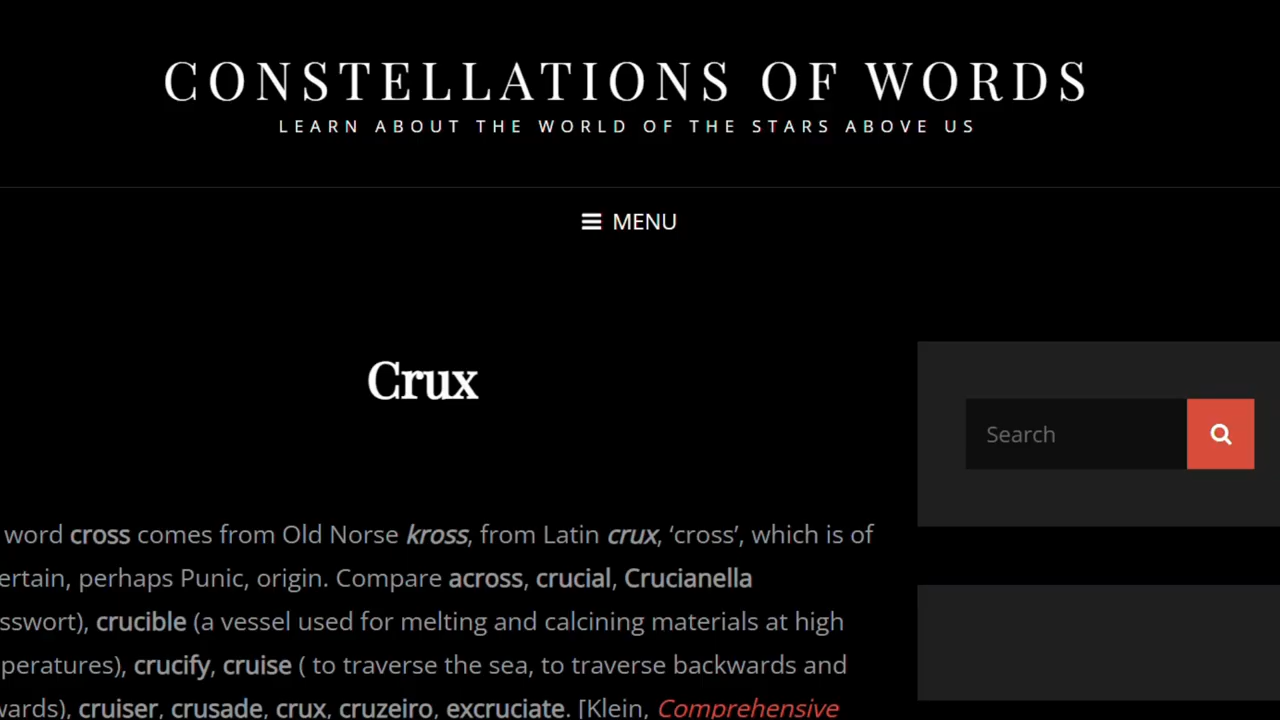 CONSTELLATIONS OF WORDS
LEARN ABOUT THE WORLD OF THE STARS ABOVE US
MENU
Crux
Search
word cross comes from Old Norse kross, from Latin crux, ‘cross’, which is of
ertain, perhaps Punic, origin. Compare across, crucial, Crucianella
sswort), crucible (a vessel used for melting and calcining materials at high
peratures), crucify, cruise ( to traverse the sea, to traverse backwards and
wards), cruiser, crusade, crux, cruzeiro, excruciate. [Klein, Comprehensive